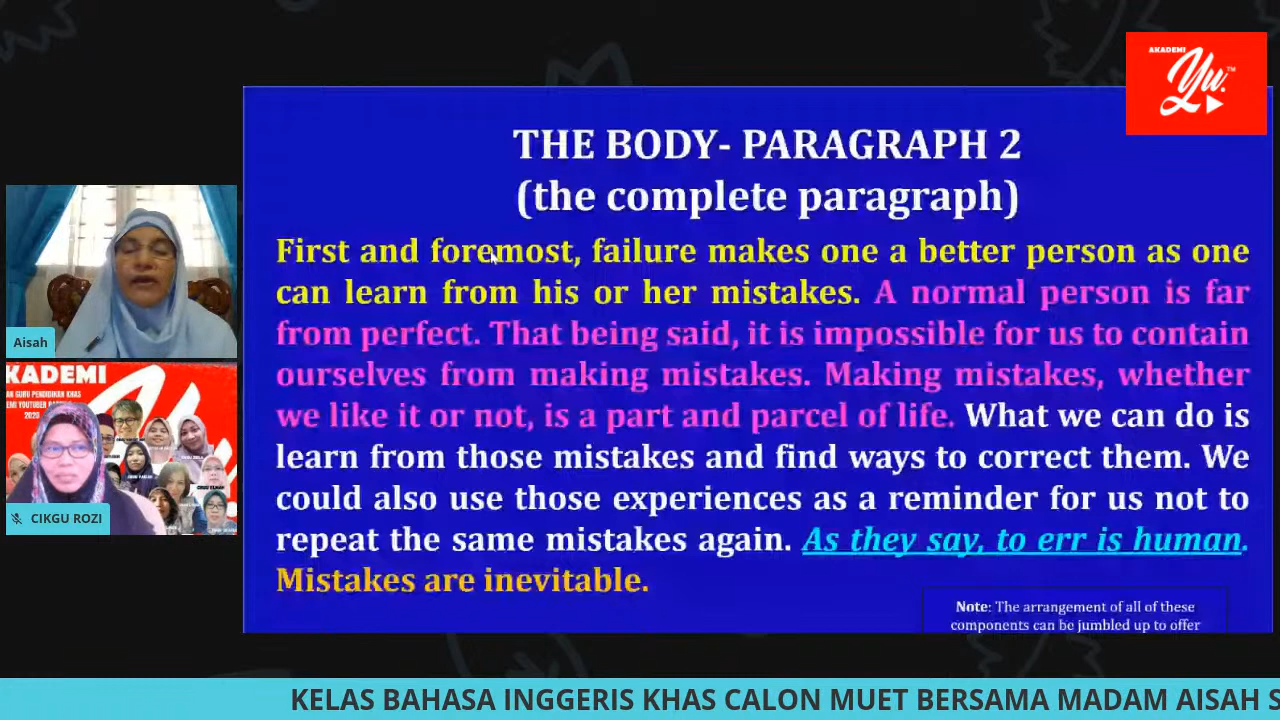 AKADEMI
Yu.
TM
THE BODY- PARAGRAPH 2
(the complete paragraph)
First and foremost, failure makes one a better person as one
can learn from his or her mistakes. A normal person is far
from perfect. That being said, it is impossible for us to contain
ourselves from making mistakes. Making mistakes, whether
we like it or not, is a part and parcel of life. What we can do is
learn from those mistakes and find ways to correct them. We
could also use those experiences as a reminder for us not to
repeat the same mistakes again. As they say, to err is human.
Mistakes are inevitable.
Note: The arrangement of all of these
components can be jumbled up to offer
Aisah
KADEMI
AN GURU PENDIDIKAN KHAS
2020
CIKGU ROZI
KELAS BAHASA INGGERIS KHAS CALON MUET BERSAMA MADAM AISAH S